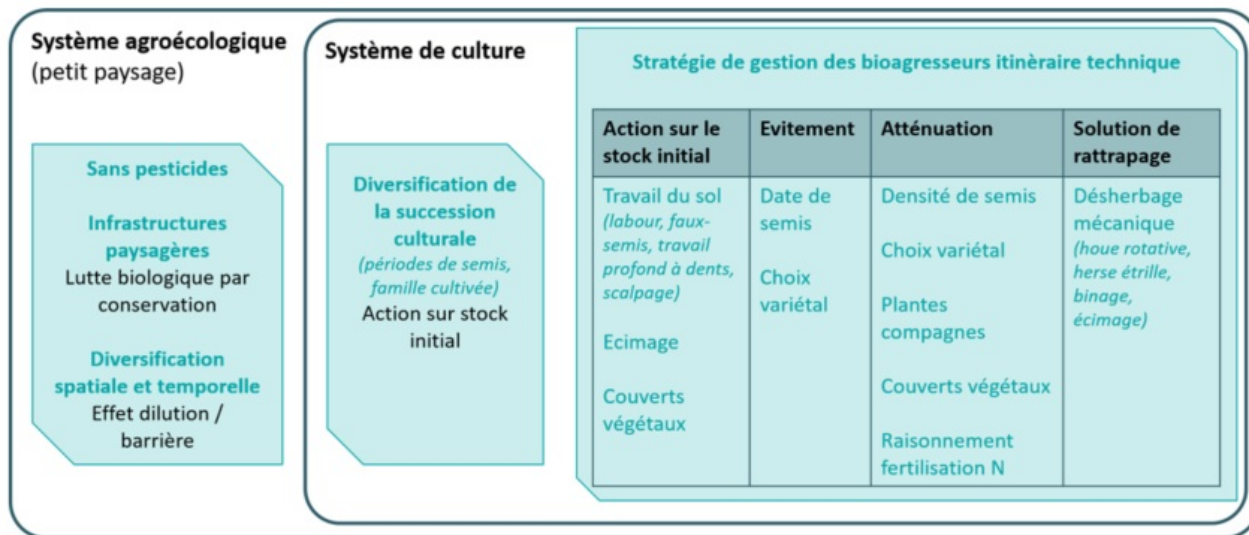 Système agroécologique
(petit paysage)
Sans pesticides
Infrastructures
paysagères
Lutte biologique par
conservation
Diversification
spatiale et temporelle
Effet dilution /
barrière
Système de culture
Diversification de
la succession
culturale
(périodes de semis,
famille cultivée)
Action sur stock
initial
Stratégie de gestion des bioagresseurs itinèraire technique
Action sur le
stock initial
Evitement
Atténuation
Solution de
rattrapage
Travail du sol
(labour, faux-
semis, travail
profond à dents,
scalpage)
Ecimage
Couverts
végétaux
Date de
semis
Choix
variétal
Densité de semis
Choix variétal
Plantes
compagnes
Couverts végétaux
Raisonnement
fertilisation N
Désherbage
mécanique
(houe rotative,
herse étrille,
binage,
écimage)